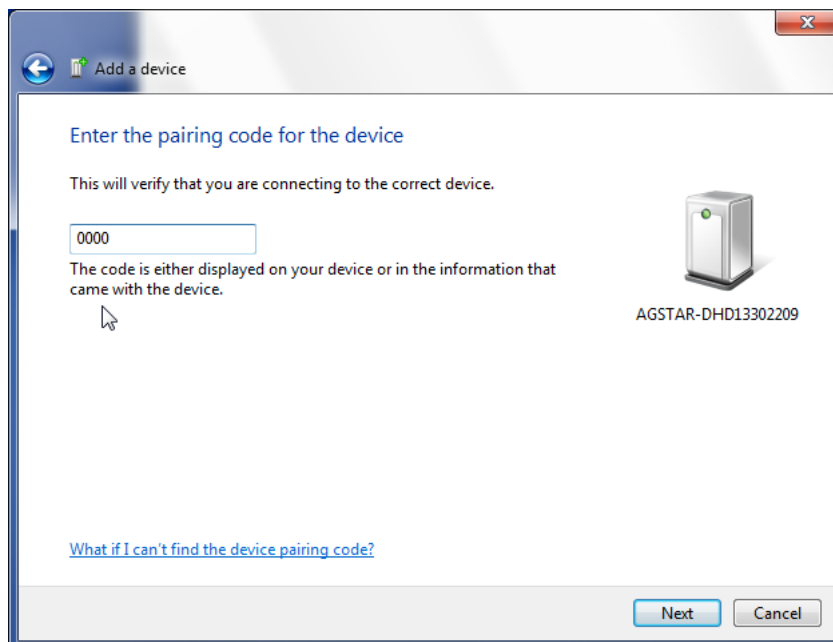 Add a device
Enter the pairing code for the device
This will verify that you are connecting to the correct device.
0000
The code is either displayed on your device or in the information that
came with the device.
AGSTAR-DHD13302209
What if I can't find the device pairing code?
Next
Cancel